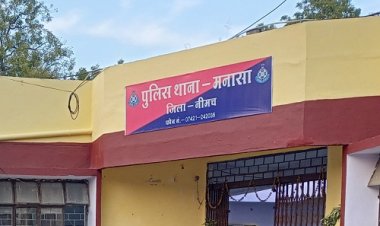 पुलिस थाना – मनासा
जिला – नीमच
फोन नं. – 07421-242038